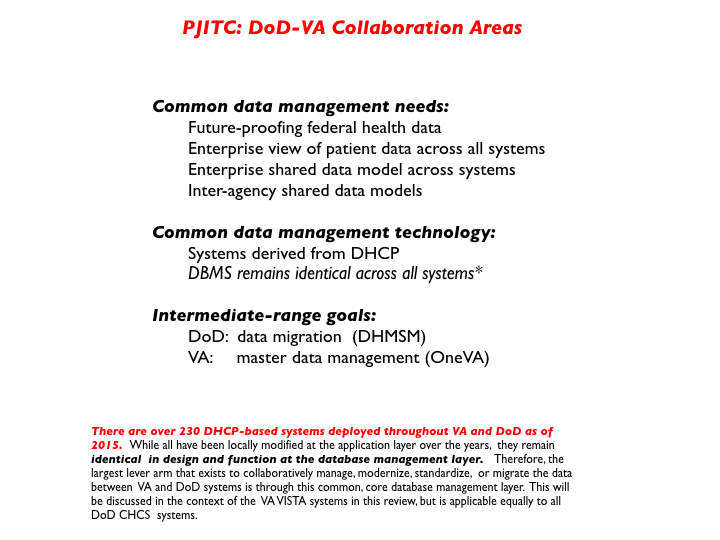 PJITC: DoD-VA Collaboration Areas
Common data management needs:
Future-proofing federal health data
Enterprise view of patient data across all systems
Enterprise shared data model across systems
Inter-agency shared data models
Common data management technology:
Systems derived from DHCP
DBMS remains identical across all systems*
Intermediate-range goals:
DoD: data migration (DHMSM)
VA: master data management (OneVA)
There are over 230 DHCP-based systems deployed throughout VA and DoD as of
2015. While all have been locally modified at the application layer over the years, they remain
identical in design and function at the database management layer. Therefore, the
largest lever arm that exists to collaboratively manage, modernize, standardize, or migrate the data
between VA and DoD systems is through this common, core database management layer. This will
be discussed in the context of the VA VISTA systems in this review, but is applicable equally to all
DoD CHCS systems.